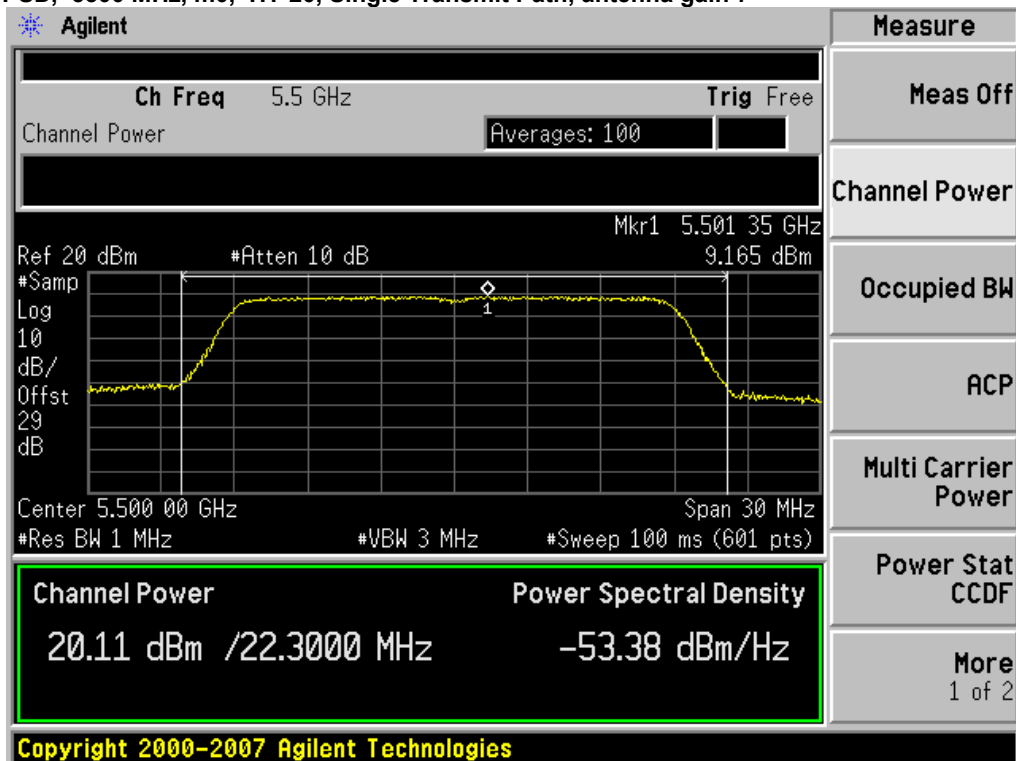 Agilent
Measure
Ch Freq 5.5 GHz Trig Free
Channel Power Averages: 100
Mkr1 5.501 35 GHz
Ref 20 dBm #Atten 10 dB 9.165 dBm
#Samp
Log
10
dB/
Offst
29
dB
1
Center 5.500 00 GHz Span 30 MHz
#Res BW 1 MHz #VBW 3 MHz #Sweep 100 ms (601 pts)
Channel Power Power Spectral Density
20.11 dBm /22.3000 MHz -53.38 dBm/Hz
Meas Off
Channel Power
Occupied BW
ACP
Multi Carrier
Power
Power Stat
CCDF
More
1 of 2
Copyright 2000-2007 Agilent Technologies